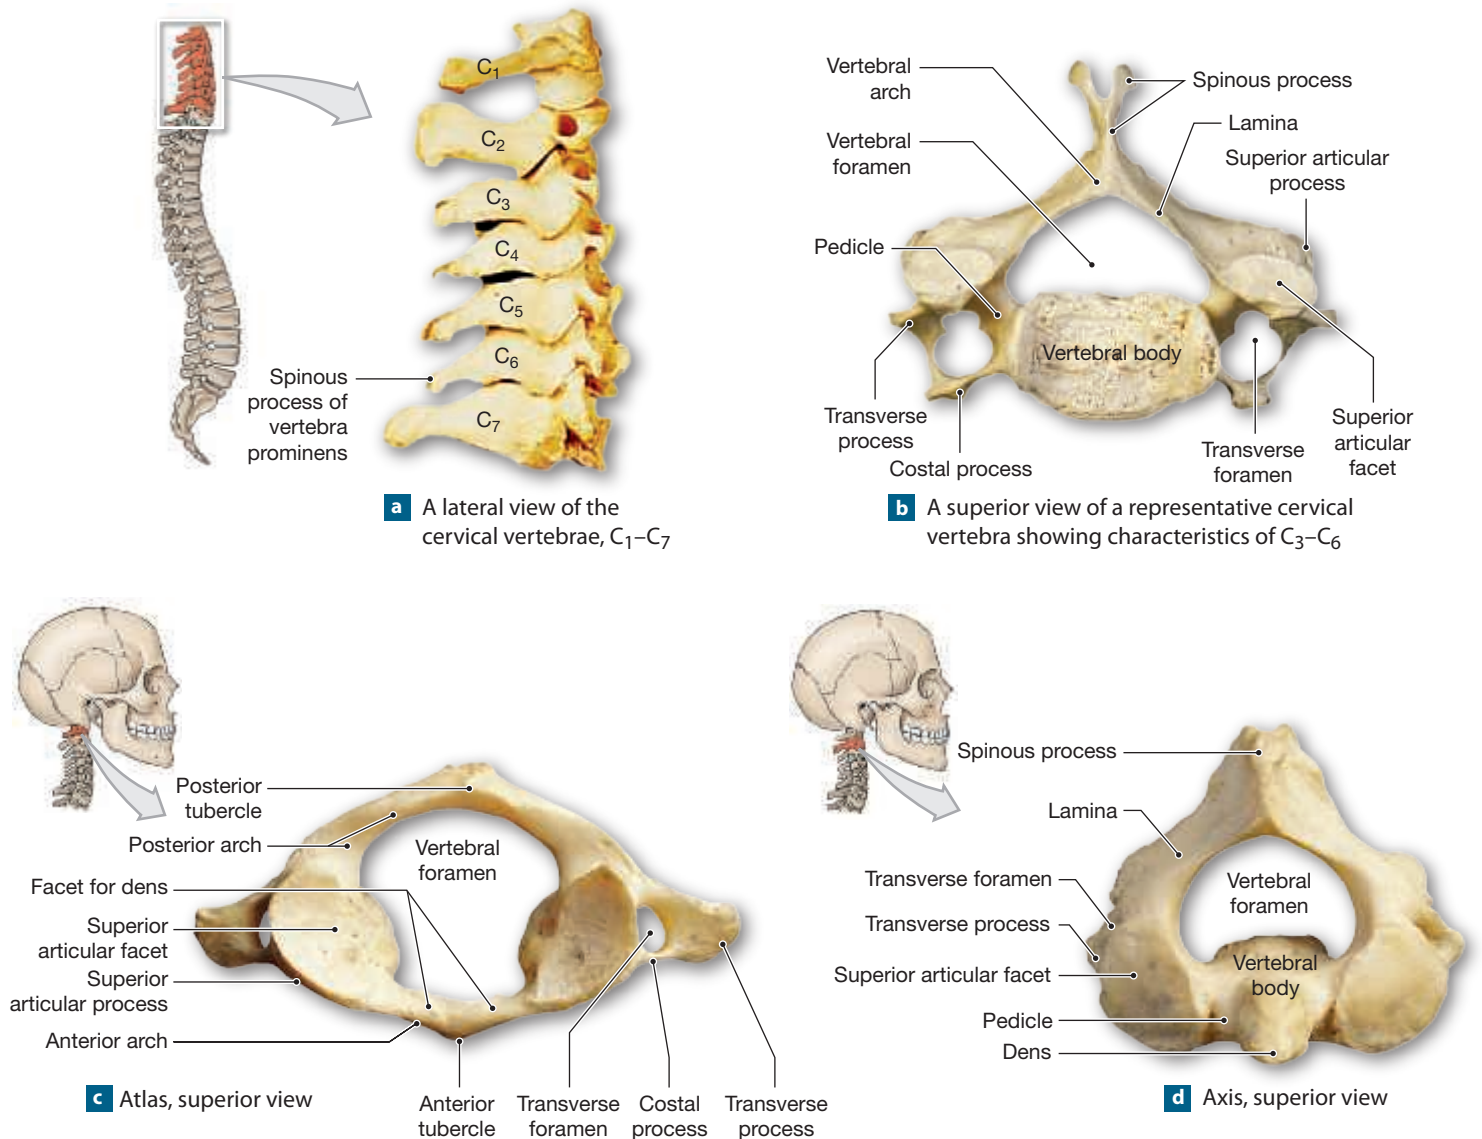 C1
C2
C3
C4
C5
C6
C7
Spinous
process of
vertebra
prominens
a A lateral view of the
cervical vertebrae, C1–C7
Vertebral
arch
Vertebral
foramen
Pedicle
Spinous process
Lamina
Superior articular
process
Vertebral body
Transverse
process
Costal process
Transverse
foramen
Superior
articular
facet
b A superior view of a representative cervical
vertebra showing characteristics of C3–C6
Posterior
tubercle
Posterior arch
Vertebral
foramen
Facet for dens
Superior
articular facet
Superior
articular process
Anterior arch
Anterior
tubercle
Transverse
foramen
Costal
process
Transverse
process
c Atlas, superior view
Spinous process
Lamina
Transverse foramen
Transverse process
Superior articular facet
Pedicle
Dens
Vertebral
foramen
Vertebral
body
d Axis, superior view